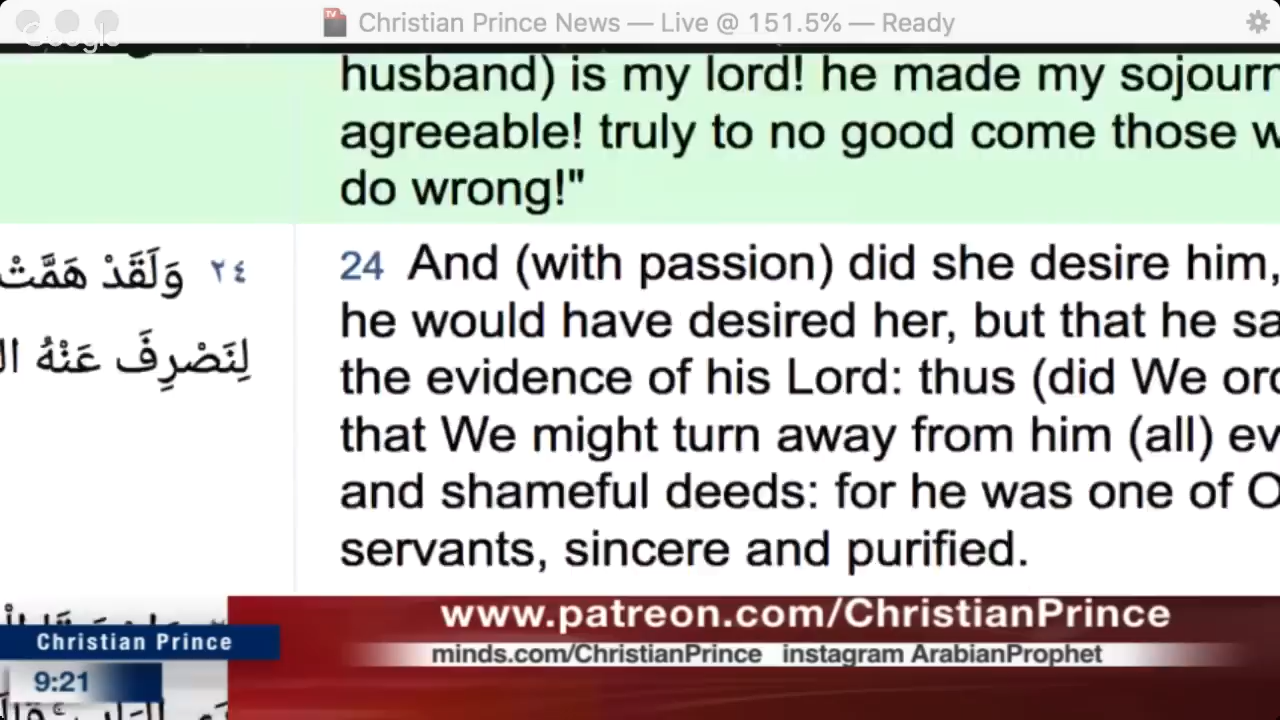 Christian Prince News — Live @ 151.5% — Ready
Google
husband) is my lord! he made my sojourn
agreeable! truly to no good come those w
do wrong!"
٢٤ وَلَقَدْ هَمَّتْ
لِنَصْرِفَ عَنْهُ ال
24 And (with passion) did she desire him,
he would have desired her, but that he sa
the evidence of his Lord: thus (did We ord
that We might turn away from him (all) ev
and shameful deeds: for he was one of O
servants, sincere and purified.
www.patreon.com/ChristianPrince
Christian Prince
minds.com/ChristianPrince instagram ArabianProphet
9:21